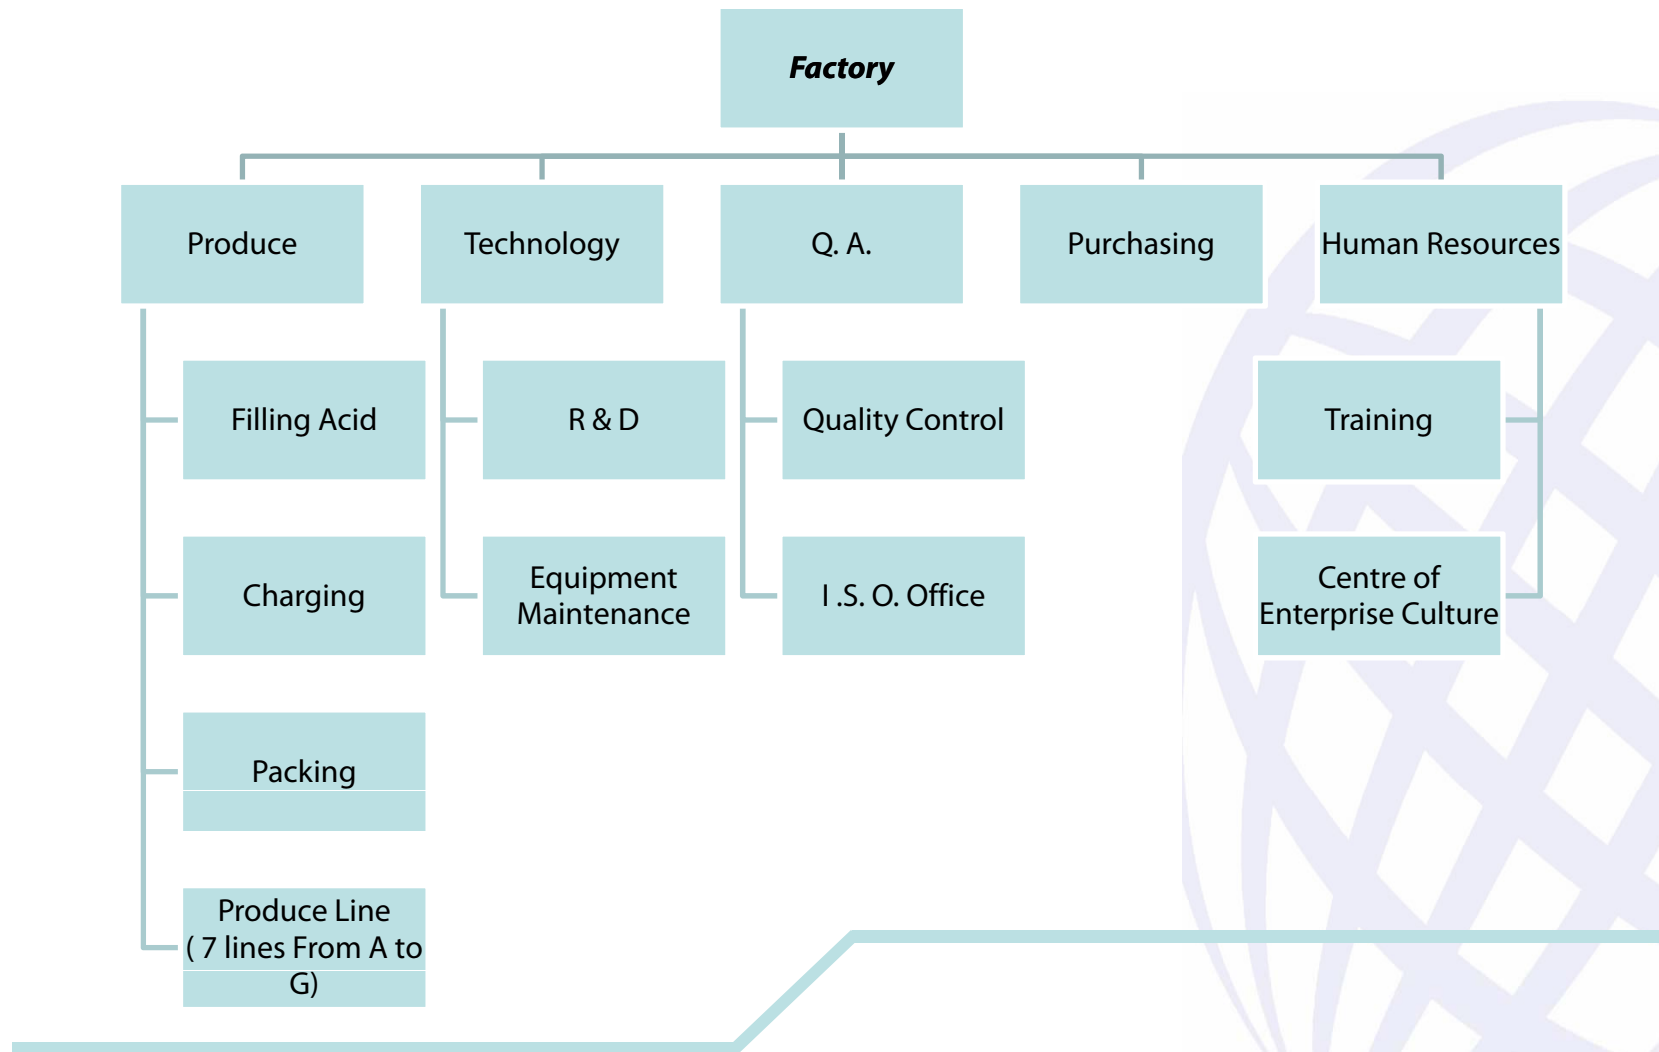 Factory
Produce
Technology
Q. A.
Purchasing
Human Resources
Filling Acid
R & D
Quality Control
Training
Charging
Equipment
Maintenance
I .S. O. Office
Centre of
Enterprise Culture
Packing
Produce Line
( 7 lines From A to
G)